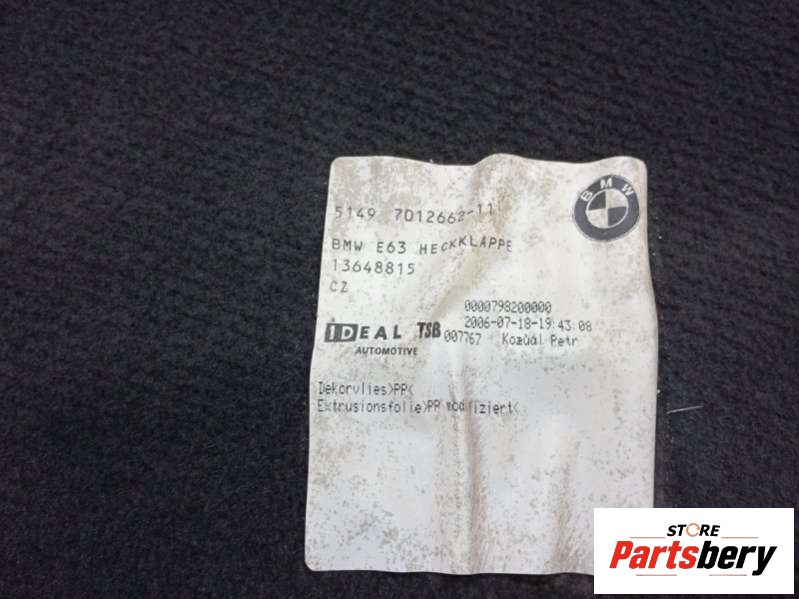 BMW
5149 7012662-11
BMW E63 HECKKLAPPE
13648815
CZ
0000798200000
2006-07-18-19:43:08
IDEAL TSB 007767 Kozúál Petr
AUTOMOTIVE
Dekorvlies>PP<
Extrusionsfolie>PP modifiziert<
STORE
Partsbery